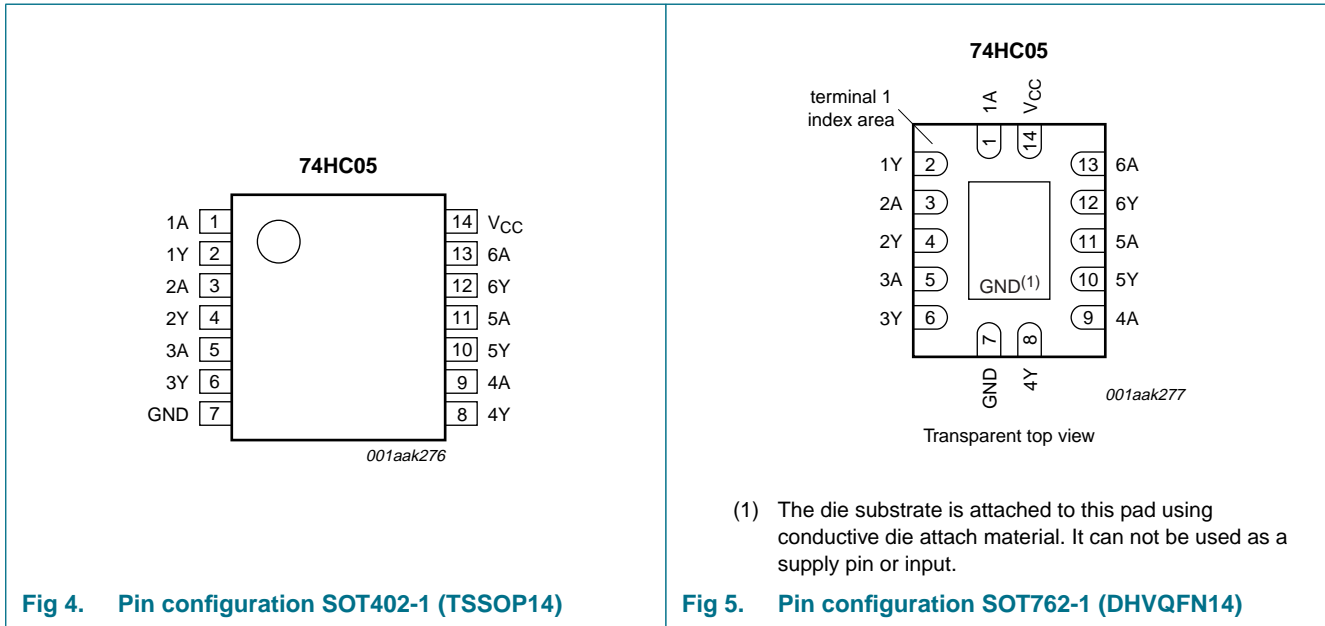 74HC05
1A 1 14 VCC
1Y 2 13 6A
2A 3 12 6Y
2Y 4 11 5A
3A 5 10 5Y
3Y 6 9 4A
GND 7 8 4Y
001aak276
Fig 4. Pin configuration SOT402-1 (TSSOP14)
74HC05
terminal 1
index area
1A VCC
1 14
1Y 2 13 6A
2A 3 12 6Y
2Y 4 11 5A
3A 5 GND(1) 10 5Y
3Y 6 9 4A
7 8
GND 4Y
001aak277
Transparent top view
(1) The die substrate is attached to this pad using
conductive die attach material. It can not be used as a
supply pin or input.
Fig 5. Pin configuration SOT762-1 (DHVQFN14)